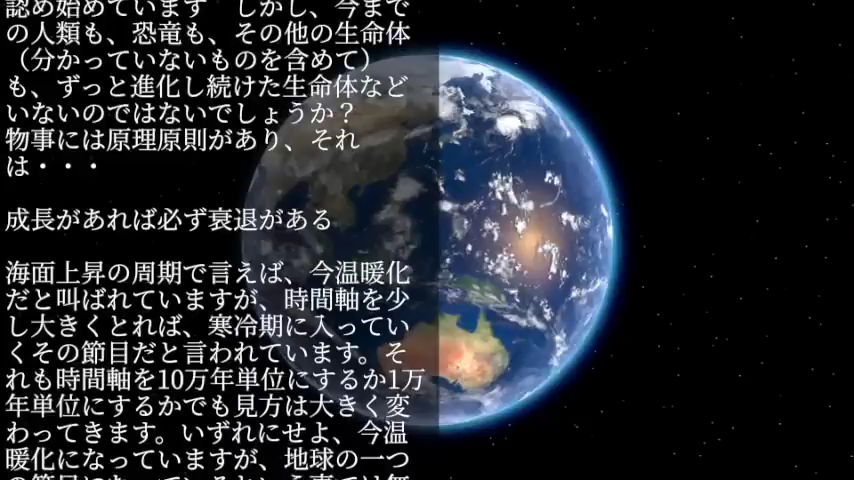 認め始めています　しかし、今まで
の人類も、恐竜も、その他の生命体
（分かっていないものを含めて）
も、ずっと進化し続けた生命体など
いないのではないでしょうか？
物事には原理原則があり、それ
は・・・
成長があれば必ず衰退がある
海面上昇の周期で言えば、今温暖化
だと叫ばれていますが、時間軸を少
し大きくとれば、寒冷期に入ってい
くその節目だと言われています。そ
れも時間軸を10万年単位にするか1万
年単位にするかでも見方は大きく変
わってきます。いずれにせよ、今温
暖化になっていますが、地球の一つ